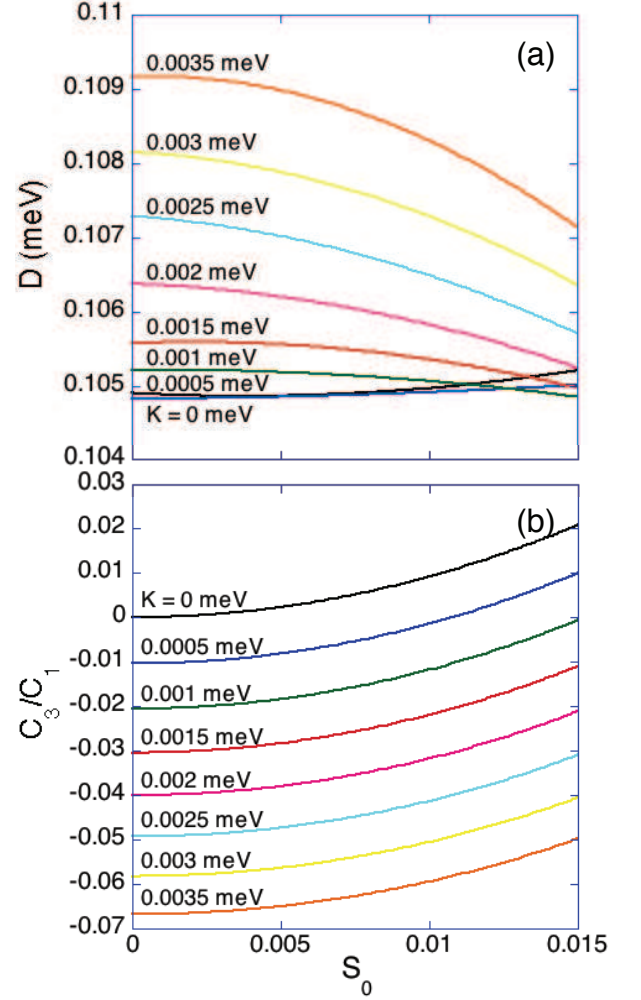 0.11
(a)
0.0035 meV
0.109
0.003 meV
0.108
0.0025 meV
0.107
D (meV)
0.002 meV
0.106
0.0015 meV
0.001 meV
0.105
0.0005 meV
K = 0 meV
0.104
0.03
(b)
0.02
0.01
K = 0 meV
0
0.0005 meV
-0.01
0.001 meV
-0.02
C₃/C₁
0.0015 meV
-0.03
0.002 meV
-0.04
0.0025 meV
-0.05
0.003 meV
-0.06
0.0035 meV
-0.07
0 0.005 0.01 0.015
S₀